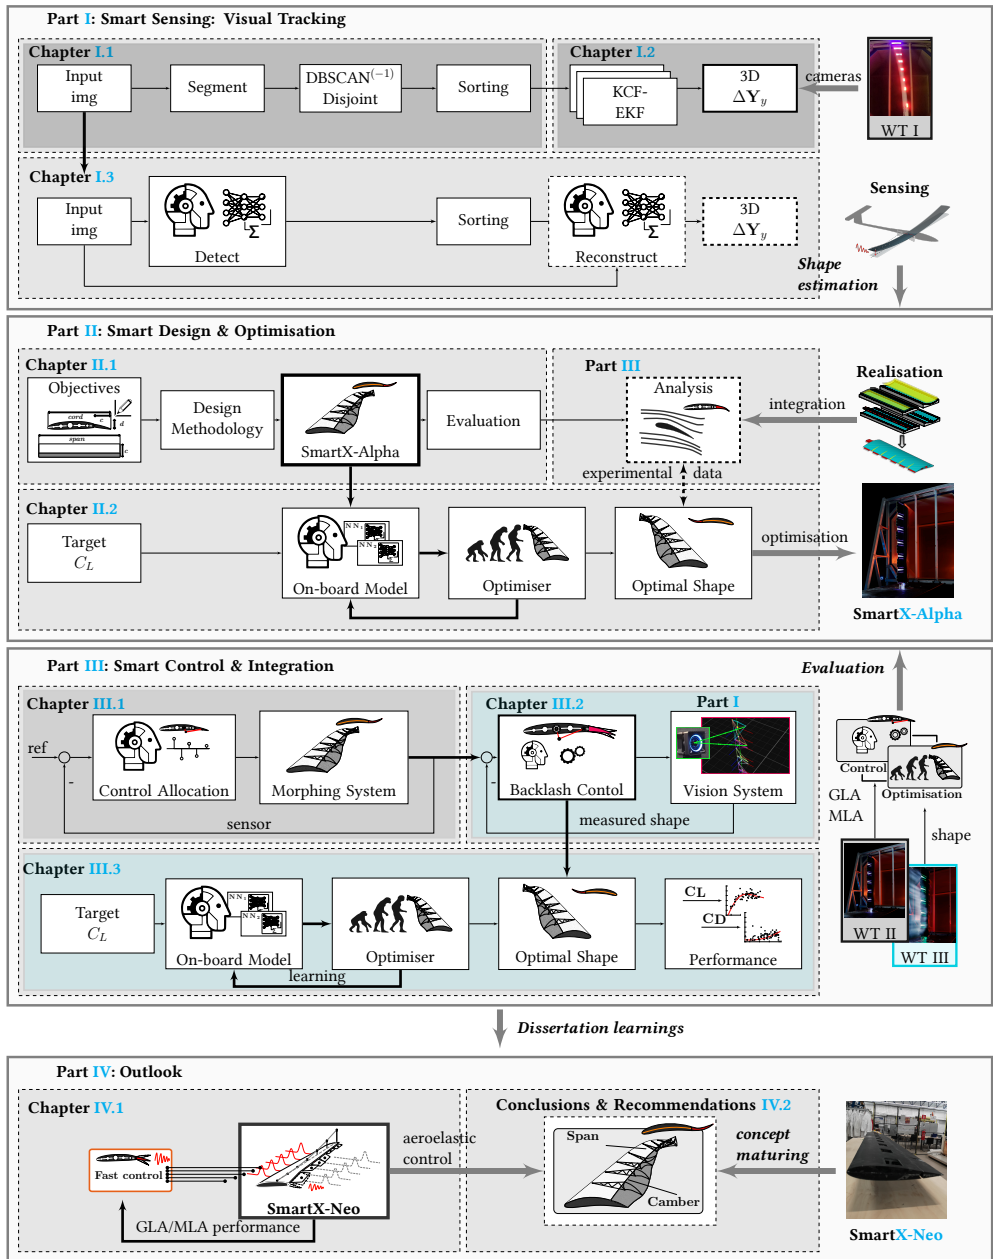 Part I: Smart Sensing: Visual Tracking
Chapter I.1
Input
img
Segment
DBSCAN(−1)
Disjoint
Sorting
Chapter I.2
KCF-
EKF
3D
ΔYy
cameras
WT I
Chapter I.3
Input
img
Σ
Detect
Sorting
Σ
Reconstruct
3D
ΔYy
Sensing
Shape
estimation
Part II: Smart Design & Optimisation
Chapter II.1
Objectives
cord
c
d
span
c
Design
Methodology
SmartX-Alpha
Evaluation
Part III
Analysis
experimental data
integration
Realisation
Chapter II.2
Target
CL
NN1
NN2
On-board Model
Optimiser
Optimal Shape
optimisation
SmartX-Alpha
Part III: Smart Control & Integration
Chapter III.1
ref
-
Control Allocation
Morphing System
sensor
Chapter III.2
Part I
-
Backlash Contol
Vision System
measured shape
Evaluation
Control
Optimisation
GLA
MLA
shape
WT II
WT III
Chapter III.3
Target
CL
NN1
NN2
On-board Model
learning
Optimiser
Optimal Shape
CL
CD
Performance
Dissertation learnings
Part IV: Outlook
Chapter IV.1
Fast control
SmartX-Neo
GLA/MLA performance
aeroelastic
control
Conclusions & Recommendations IV.2
Span
Camber
concept
maturing
SmartX-Neo